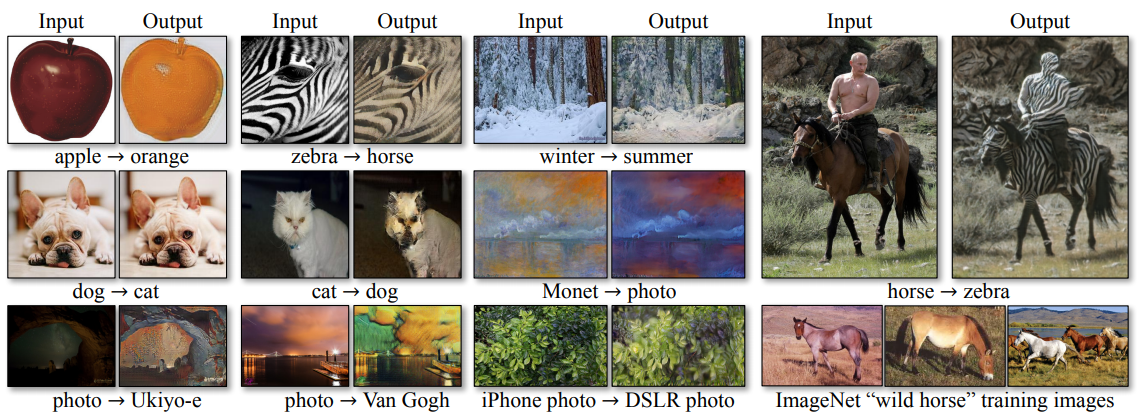 Input Output Input Output Input Output Input Output
apple → orange zebra → horse winter → summer
dog → cat cat → dog Monet → photo horse → zebra
photo → Ukiyo-e photo → Van Gogh iPhone photo → DSLR photo ImageNet “wild horse” training images